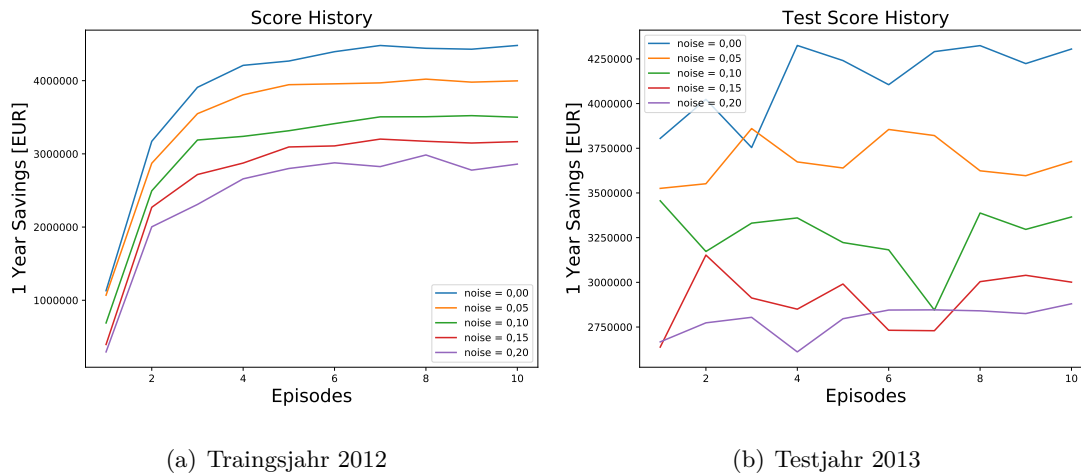 Score History
1 Year Savings [EUR]
4000000
3000000
2000000
1000000
noise = 0,00
noise = 0,05
noise = 0,10
noise = 0,15
noise = 0,20
2
4
6
8
10
Episodes
(a) Traingsjahr 2012
Test Score History
1 Year Savings [EUR]
4250000
4000000
3750000
3500000
3250000
3000000
2750000
noise = 0,00
noise = 0,05
noise = 0,10
noise = 0,15
noise = 0,20
2
4
6
8
10
Episodes
(b) Testjahr 2013